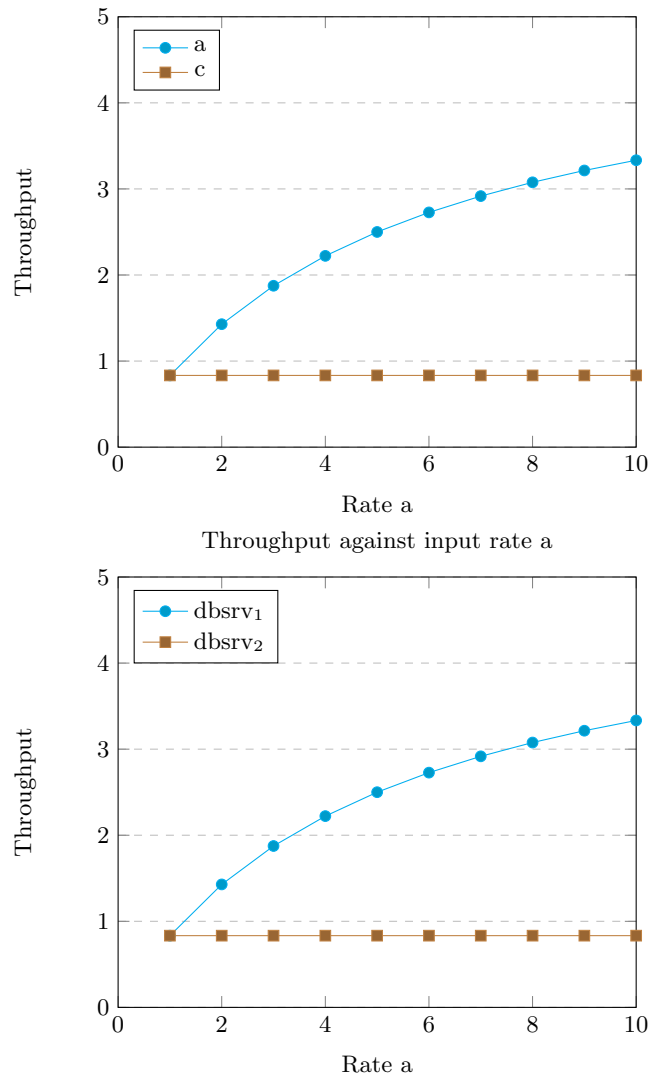 5
4
3
2
1
0
Throughput
a
c
0 2 4 6 8 10
Rate a
Throughput against input rate a
5
4
3
2
1
0
Throughput
dbsrv₁
dbsrv₂
0 2 4 6 8 10
Rate a